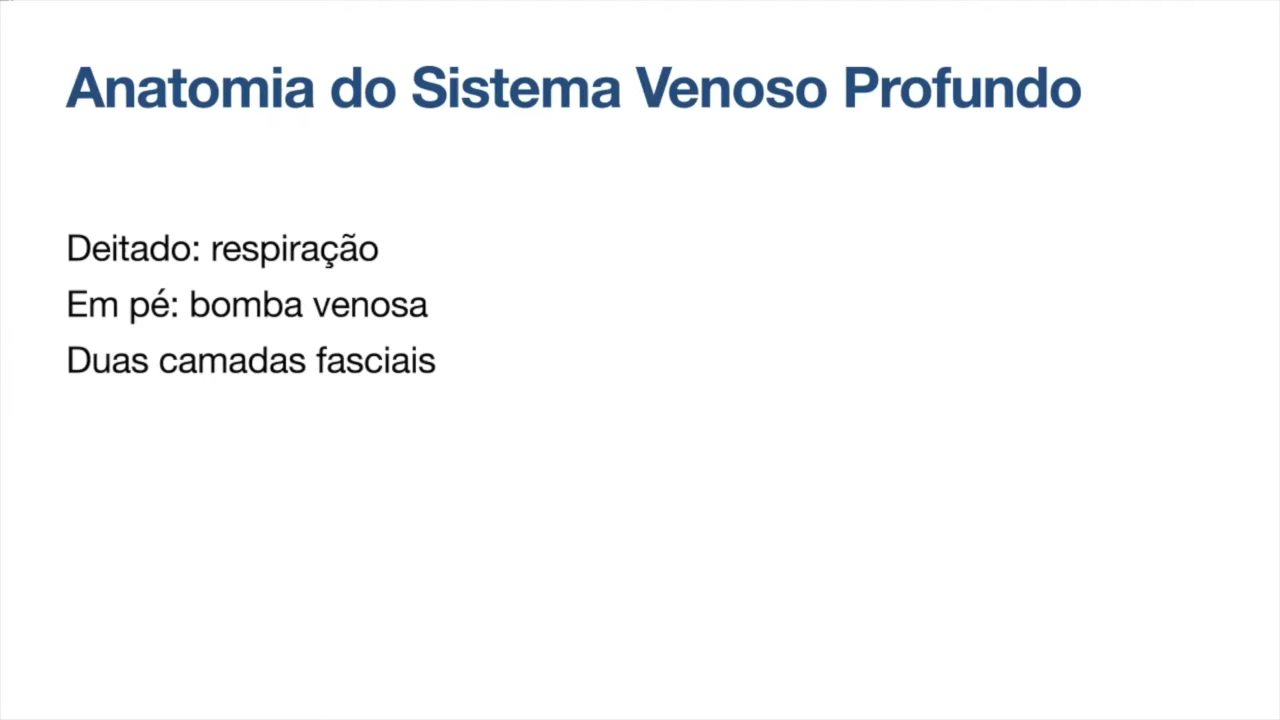 Anatomia do Sistema Venoso Profundo
Deitado: respiração
Em pé: bomba venosa
Duas camadas fasciais